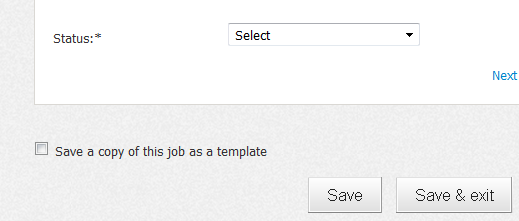 Status:*
Select
Next
Save a copy of this job as a template
Save
Save & exit